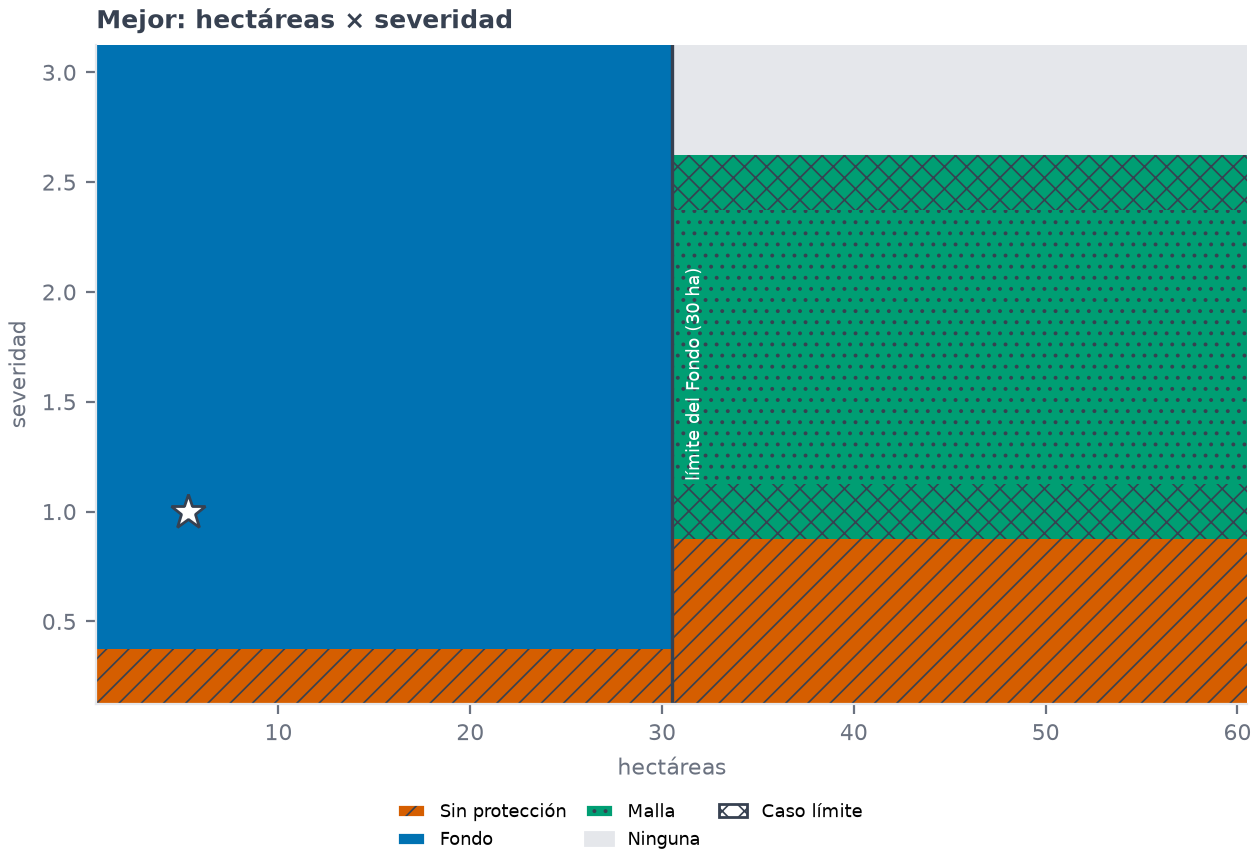 Mejor: hectáreas × severidad
3.0
2.5
2.0
1.5
1.0
0.5
severidad
límite del Fondo (30 ha)
10
20
30
40
50
60
hectáreas
Sin protección
Fondo
Malla
Ninguna
Caso límite